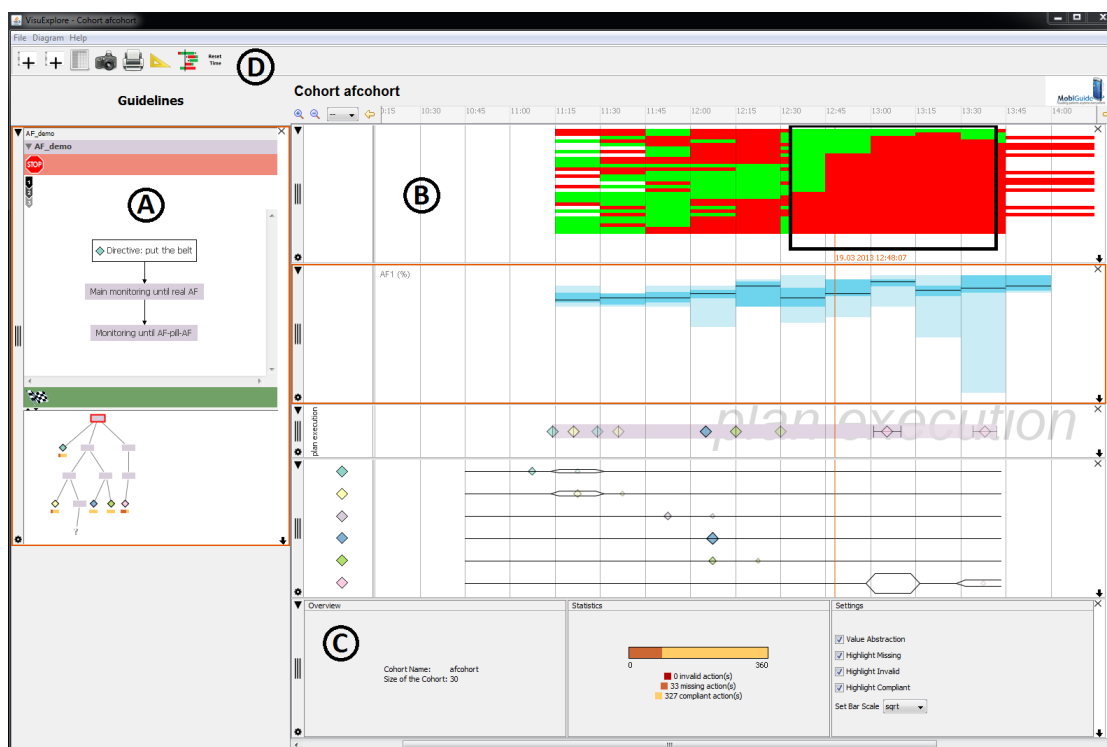 VisuExplore - Cohort afcohort
File Diagram Help
Reset
Time
D
Guidelines
Cohort afcohort
MobiGuide
--
0:15 10:30 10:45 11:00 11:15 11:30 11:45 12:00 12:15 12:30 12:45 13:00 13:15 13:30 13:45 14:00
AF_demo
AF_demo
STOP
1
A
Directive: put the belt
Main monitoring until real AF
Monitoring until AF-pill-AF
?
B
19.03 2013 12:48:07
AF1 (%)
plan execution
plan execution
Overview
C
Cohort Name: afcohort
Size of the Cohort: 30
Statistics
0 360
0 invalid action(s)
33 missing action(s)
327 compliant action(s)
Settings
Value Abstraction
Highlight Missing
Highlight Invalid
Highlight Compliant
Set Bar Scale sqrt